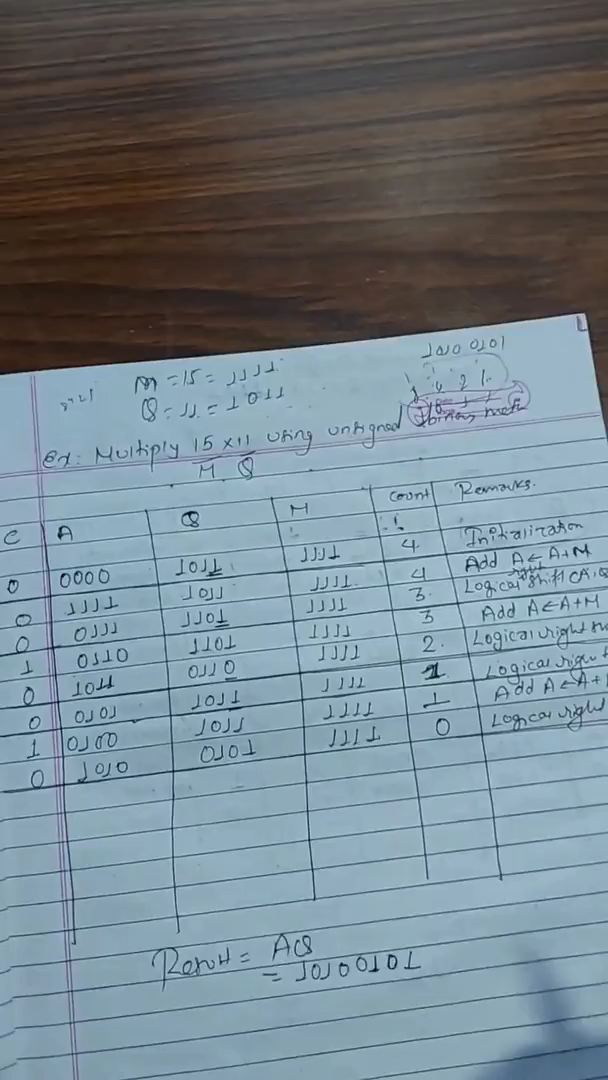 1010 0101
M = 15 = 1111
Q = 11 = 1011
Ex: Multiply 15 x 11 using unsigned
M Q
C A Q M Count Remarks.
0 0000 1011 1111 4 Initialization
0 1111 1011 1111 4 Add A ← A+M
0 0111 1101 1111 3. Logical right shift CA,Q
1 0110 1101 1111 3 Add A ← A+M
0 1011 0110 1111 2. Logical right
0 0101 1011 1111 1 Logical right
1 0100 1011 1111 1 Add A ← A+
0 1010 0101 1111 0 Logical right
Result = AQ
= 10100101